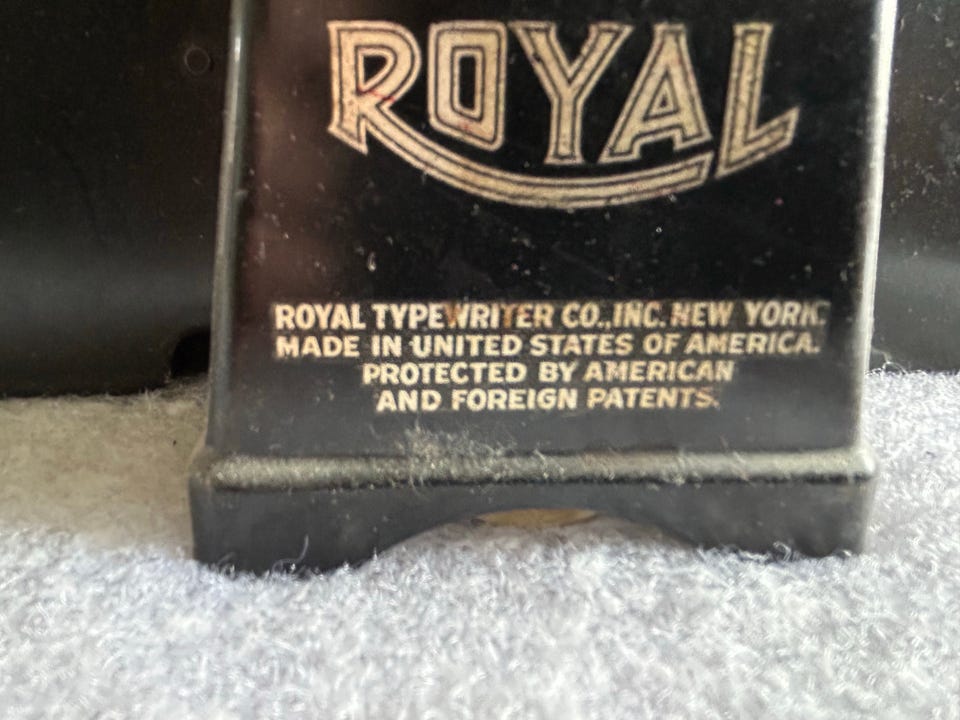 ROYAL
ROYAL TYPEWRITER CO., INC. NEW YORK.
MADE IN UNITED STATES OF AMERICA.
PROTECTED BY AMERICAN
AND FOREIGN PATENTS.